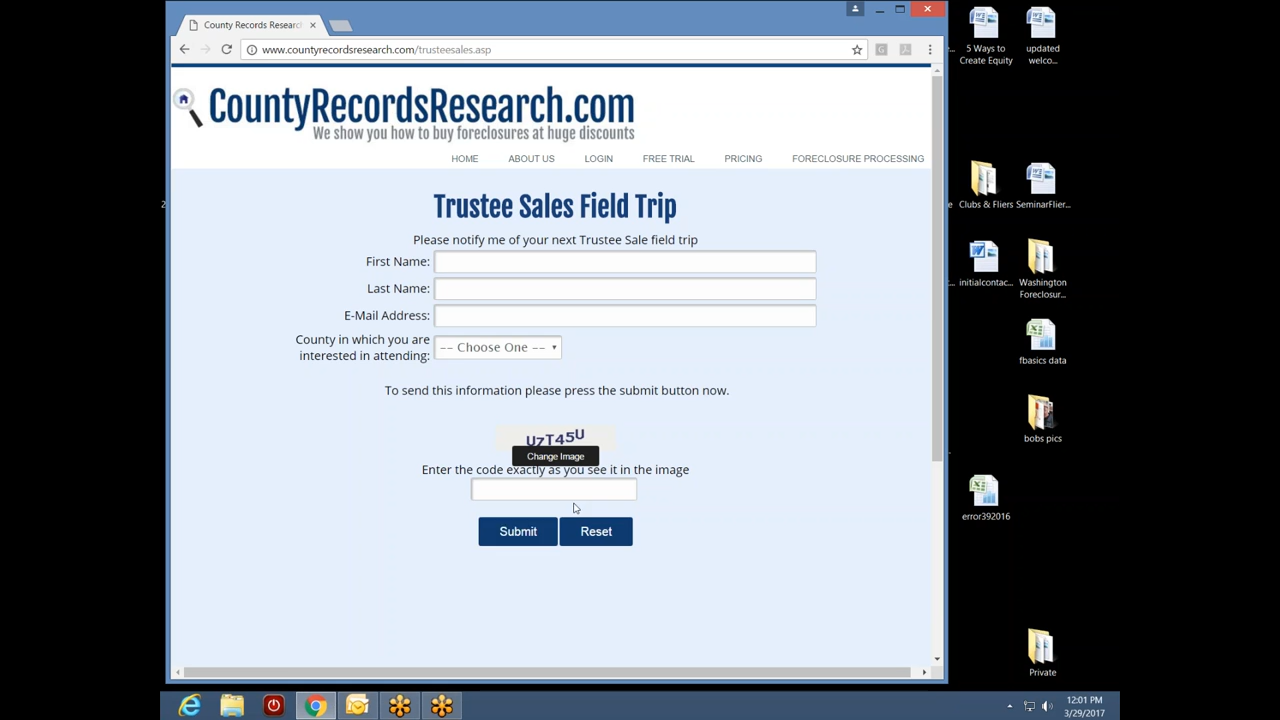 County Records Research
www.countyrecordsresearch.com/trusteesales.asp
CountyRecordsResearch.com
We show you how to buy foreclosures at huge discounts
HOME ABOUT US LOGIN FREE TRIAL PRICING FORECLOSURE PROCESSING
Trustee Sales Field Trip
Please notify me of your next Trustee Sale field trip
First Name:
Last Name:
E-Mail Address:
County in which you are
interested in attending:
-- Choose One --
To send this information please press the submit button now.
UzT45U
Change Image
Enter the code exactly as you see it in the image
Submit Reset
5 Ways to
Create Equity
updated
welco...
Clubs & Fliers
SeminarFlier...
initialcontac...
Washington
Foreclosur...
fbasics data
bobs pics
error392016
Private
12:01 PM
3/29/2017